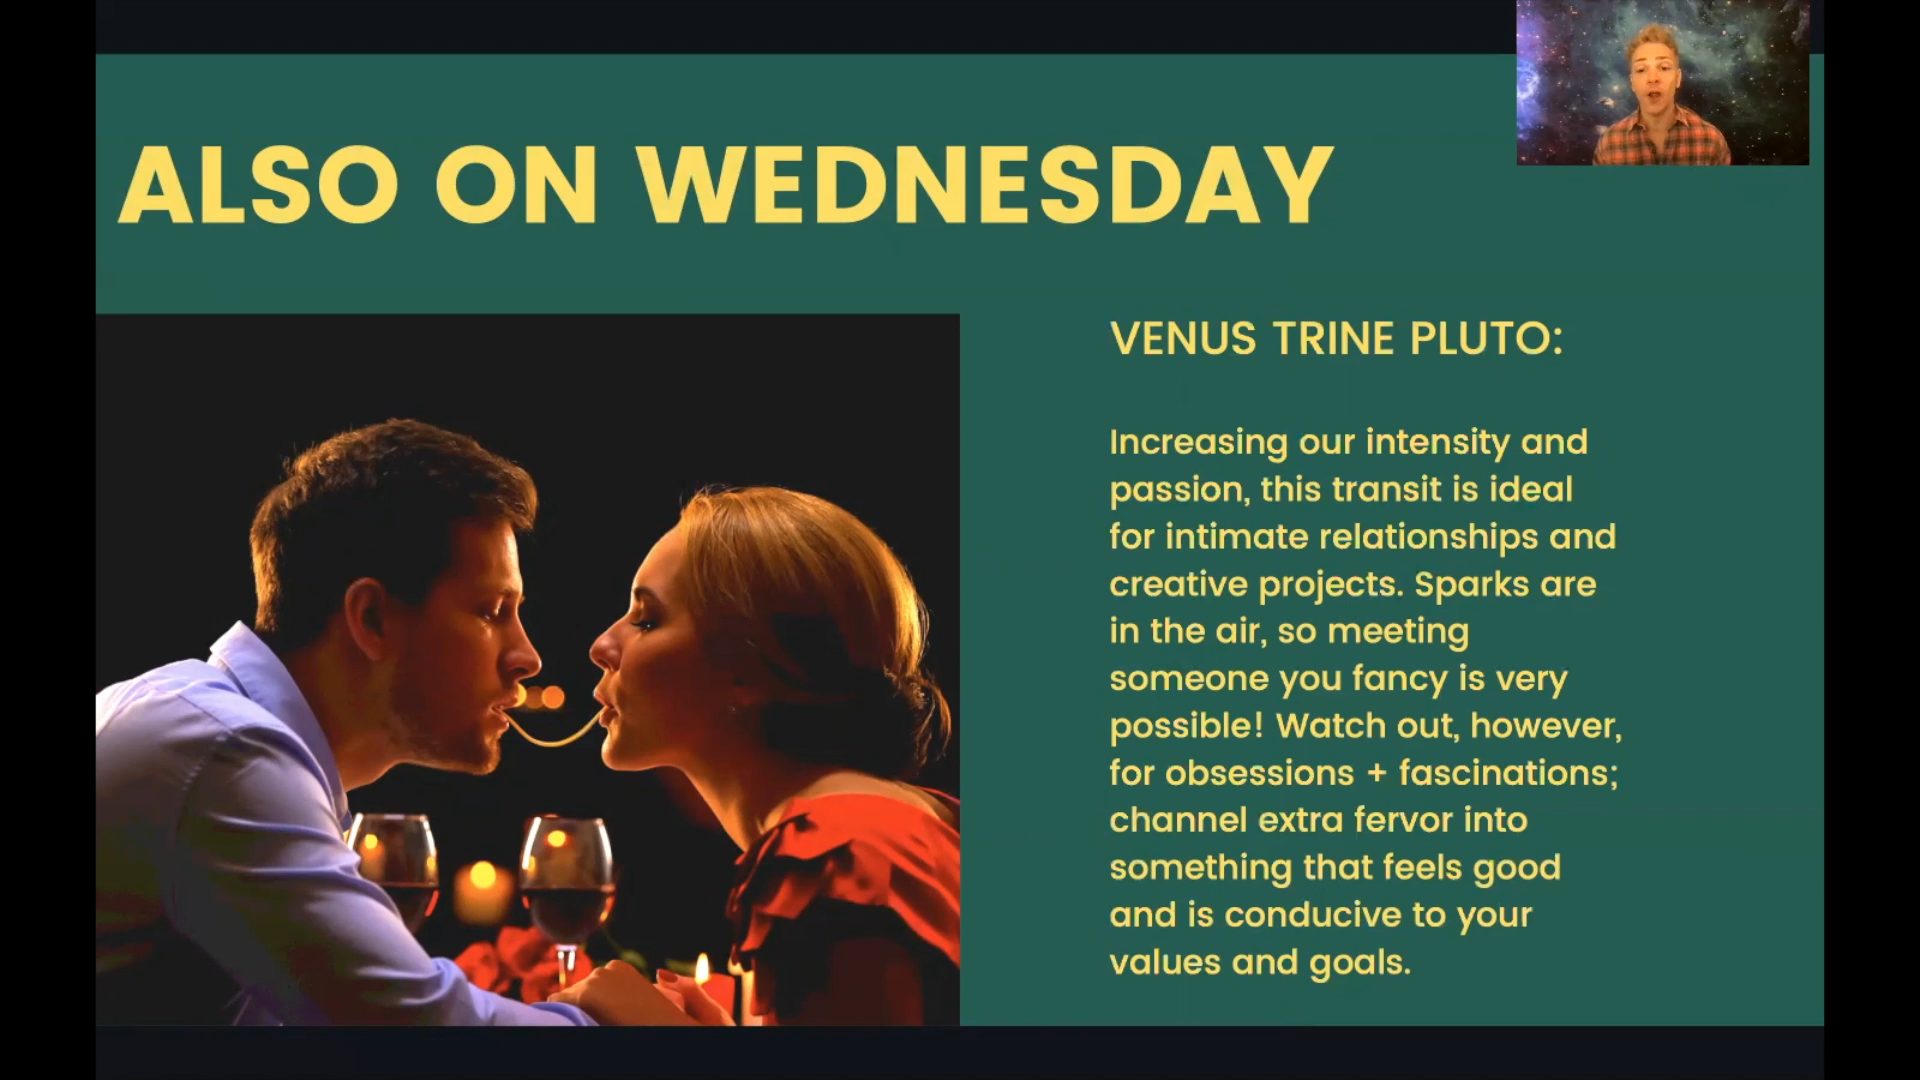 ALSO ON WEDNESDAY
VENUS TRINE PLUTO:
Increasing our intensity and
passion, this transit is ideal
for intimate relationships and
creative projects. Sparks are
in the air, so meeting
someone you fancy is very
possible! Watch out, however,
for obsessions + fascinations;
channel extra fervor into
something that feels good
and is conducive to your
values and goals.